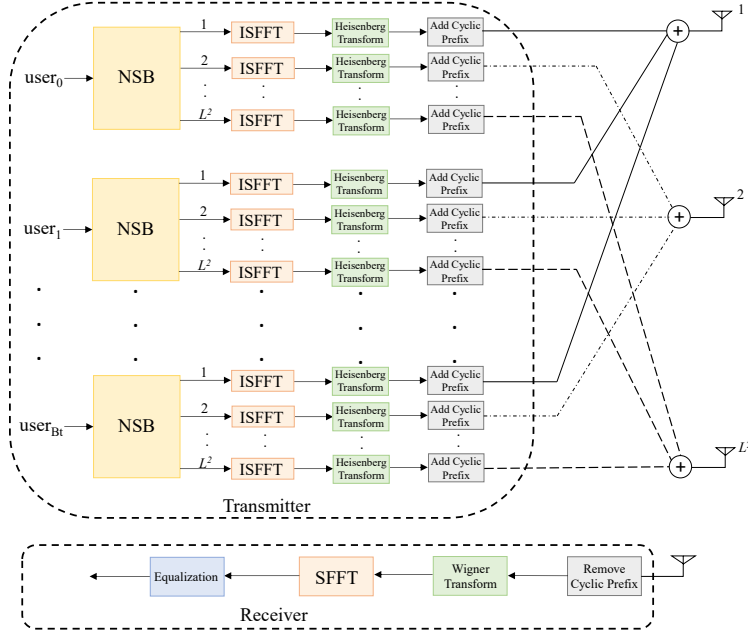 1
ISFFT
Heisenberg
Transform
Add Cyclic
Prefix
1
2
ISFFT
Heisenberg
Transform
Add Cyclic
Prefix
user0
NSB
L²
ISFFT
Heisenberg
Transform
Add Cyclic
Prefix
1
ISFFT
Heisenberg
Transform
Add Cyclic
Prefix
2
ISFFT
Heisenberg
Transform
Add Cyclic
Prefix
2
user1
NSB
L²
ISFFT
Heisenberg
Transform
Add Cyclic
Prefix
1
ISFFT
Heisenberg
Transform
Add Cyclic
Prefix
2
ISFFT
Heisenberg
Transform
Add Cyclic
Prefix
userBt
NSB
L²
ISFFT
Heisenberg
Transform
Add Cyclic
Prefix
L²
Transmitter
Equalization
SFFT
Wigner
Transform
Remove
Cyclic Prefix
Receiver